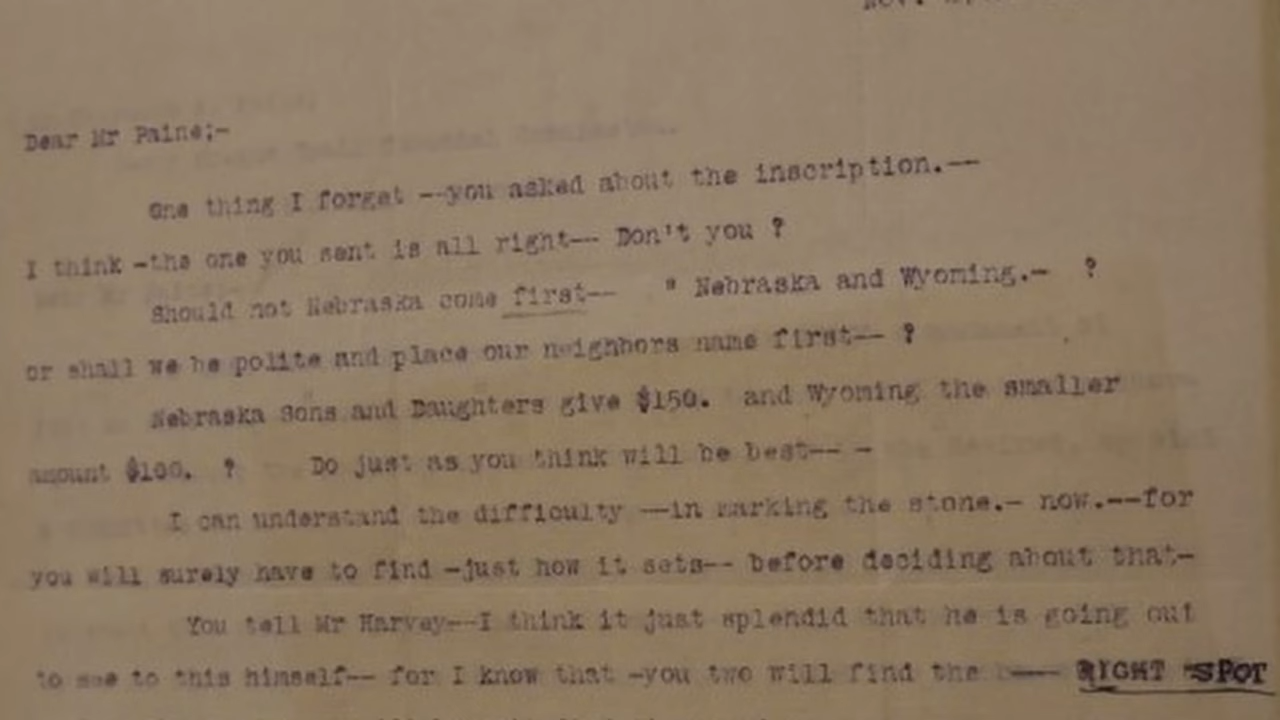 Dear Mr Paine;-
One thing I forget --you asked about the inscription.--
I think -the one you sent is all right-- Don't you ?
Should not Nebraska come first-- " Nebraska and Wyoming.- ?
or shall we be polite and place our neighbors name first-- ?
Nebraska Sons and Daughters give $150. and Wyoming the smaller
amount $100. ? Do just as you think will be best-- -
I can understand the difficulty --in marking the stone.- now.--for
you will surely have to find -just how it sets-- before deciding about that-
You tell Mr Harvey--I think it just splendid that he is going out
to see to this himself-- for I know that -you two will find the ---- RIGHT SPOT